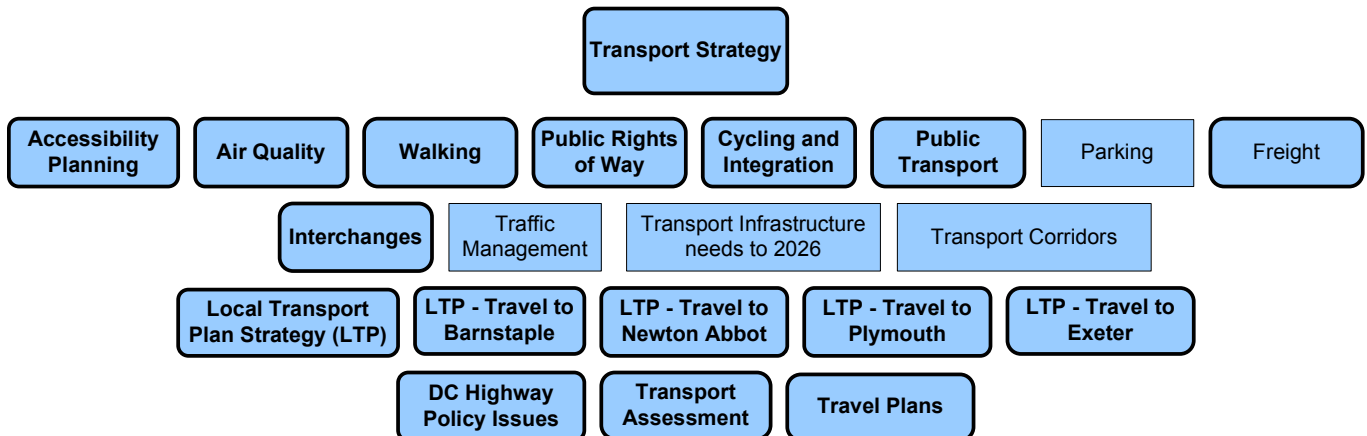 Transport Strategy
Accessibility
Planning
Air Quality
Walking
Public Rights
of Way
Cycling and
Integration
Public
Transport
Parking
Freight
Interchanges
Traffic
Management
Transport Infrastructure
needs to 2026
Transport Corridors
Local Transport
Plan Strategy (LTP)
LTP - Travel to
Barnstaple
LTP - Travel to
Newton Abbot
LTP - Travel to
Plymouth
LTP - Travel to
Exeter
DC Highway
Policy Issues
Transport
Assessment
Travel Plans